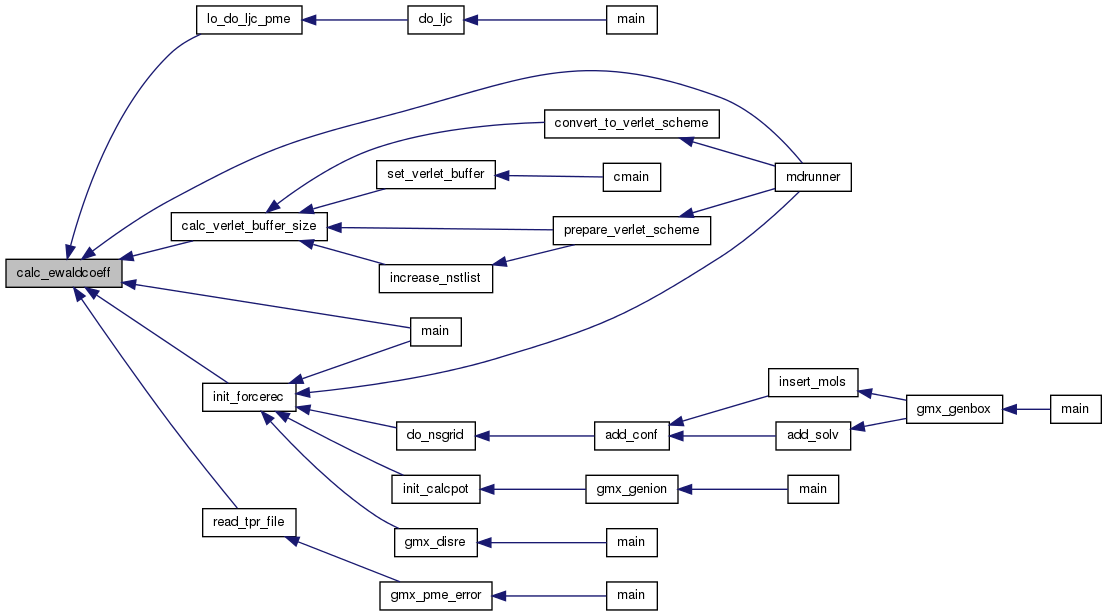 lo_do_ljc_pme
do_ljc
main
convert_to_verlet_scheme
set_verlet_buffer
cmain
mdrunner
calc_verlet_buffer_size
prepare_verlet_scheme
calc_ewaldcoeff
increase_nstlist
main
init_forcerec
insert_mols
gmx_genbox
main
do_nsgrid
add_conf
add_solv
init_calcpot
gmx_genion
main
read_tpr_file
gmx_disre
main
gmx_pme_error
main